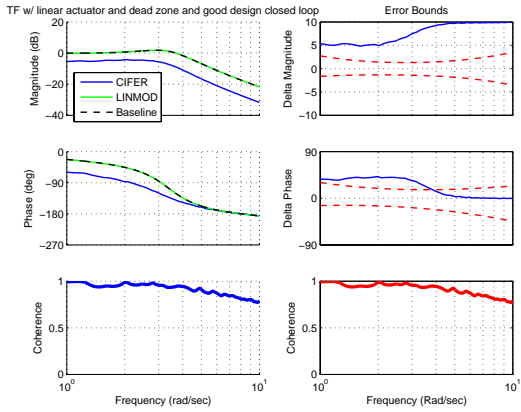 TF w/ linear actuator and dead zone and good design closed loop
Magnitude (dB)
20
0
−20
−40
CIFER
LINMOD
Baseline
Error Bounds
Delta Magnitude
10
5
0
−5
−10
Phase (deg)
0
−90
−180
−270
Delta Phase
90
0
−90
Coherence
1
0.5
0
10^0
10^1
Frequency (rad/sec)
Coherence
1
0.5
0
10^0
10^1
Frequency (Rad/sec)